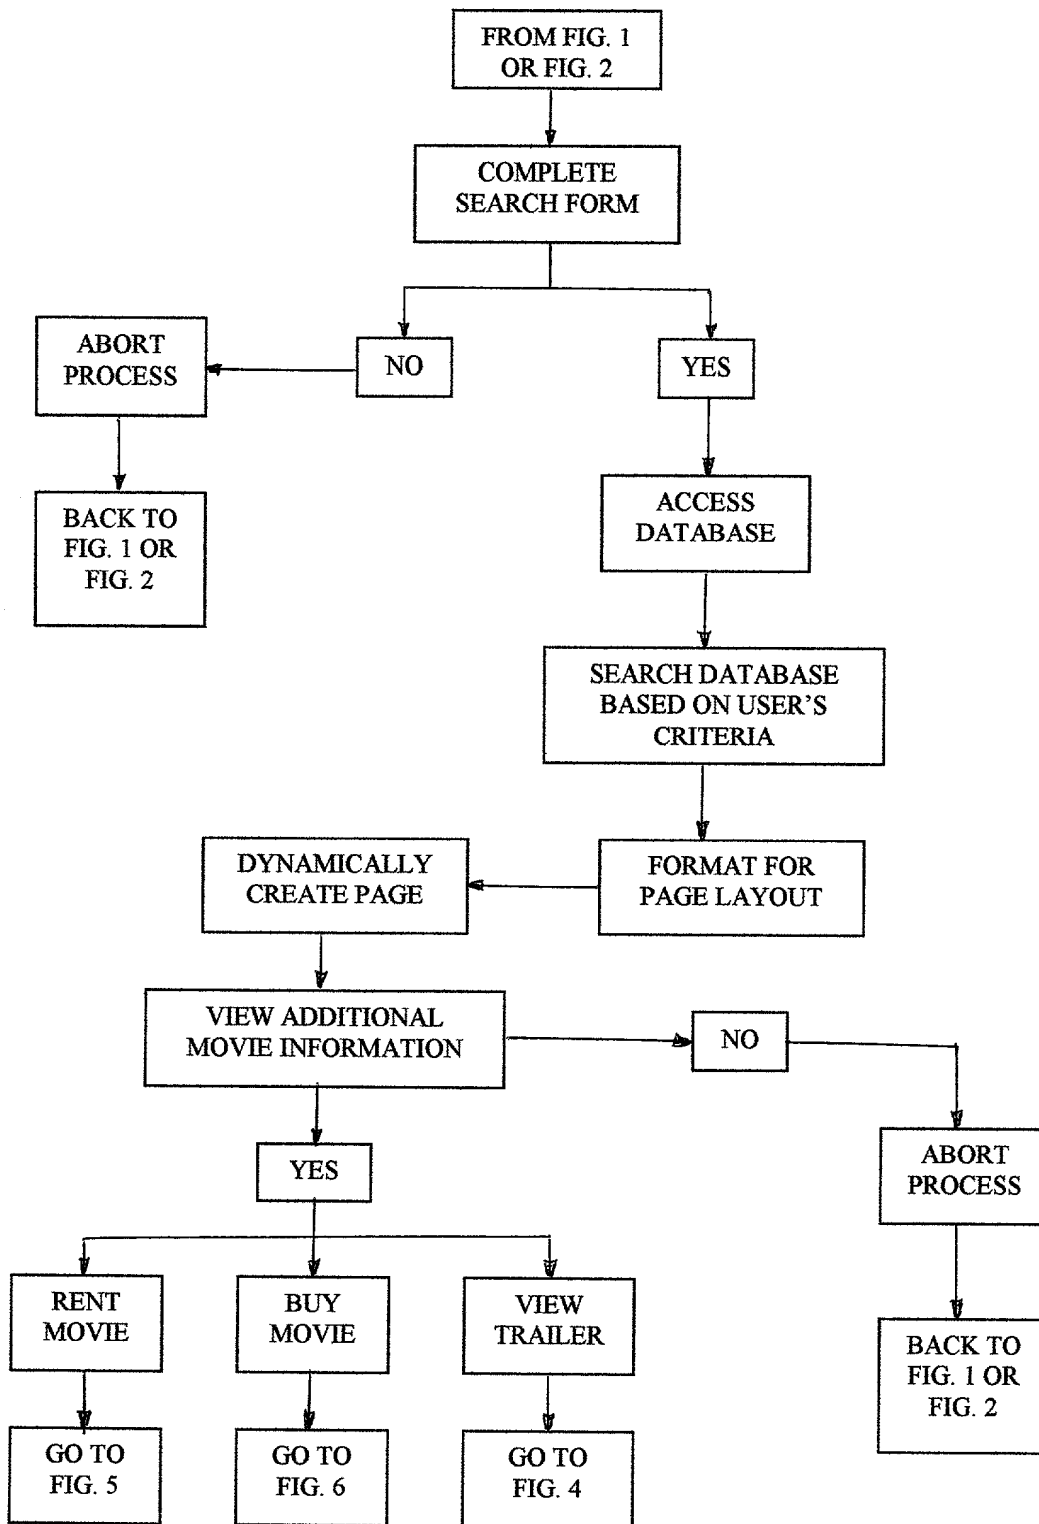 FROM FIG. 1
OR FIG. 2
COMPLETE
SEARCH FORM
ABORT
PROCESS
NO
YES
BACK TO
FIG. 1 OR
FIG. 2
ACCESS
DATABASE
SEARCH DATABASE
BASED ON USER'S
CRITERIA
DYNAMICALLY
CREATE PAGE
FORMAT FOR
PAGE LAYOUT
VIEW ADDITIONAL
MOVIE INFORMATION
NO
YES
ABORT
PROCESS
RENT
MOVIE
BUY
MOVIE
VIEW
TRAILER
BACK TO
FIG. 1 OR
FIG. 2
GO TO
FIG. 5
GO TO
FIG. 6
GO TO
FIG. 4